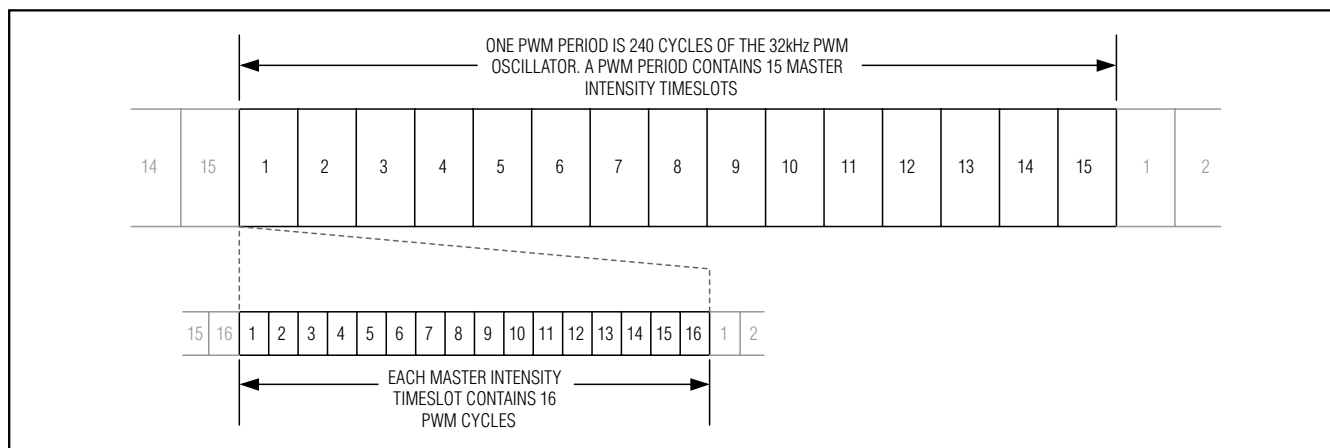 ONE PWM PERIOD IS 240 CYCLES OF THE 32kHz PWM
OSCILLATOR. A PWM PERIOD CONTAINS 15 MASTER
INTENSITY TIMESLOTS
14 15 1 2 3 4 5 6 7 8 9 10 11 12 13 14 15 1 2
15 16 1 2 3 4 5 6 7 8 9 10 11 12 13 14 15 16 1 2
EACH MASTER INTENSITY
TIMESLOT CONTAINS 16
PWM CYCLES